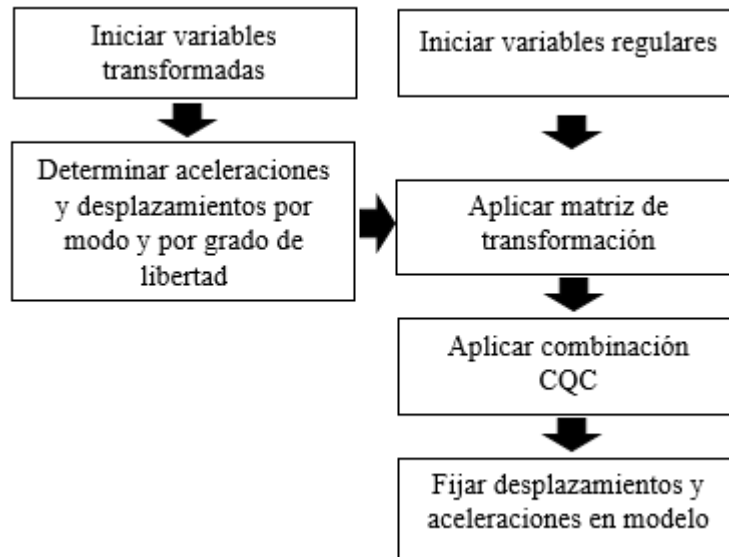 Iniciar variables
transformadas
Iniciar variables regulares
Determinar aceleraciones
y desplazamientos por
modo y por grado de
libertad
Aplicar matriz de
transformación
Aplicar combinación
CQC
Fijar desplazamientos y
aceleraciones en modelo